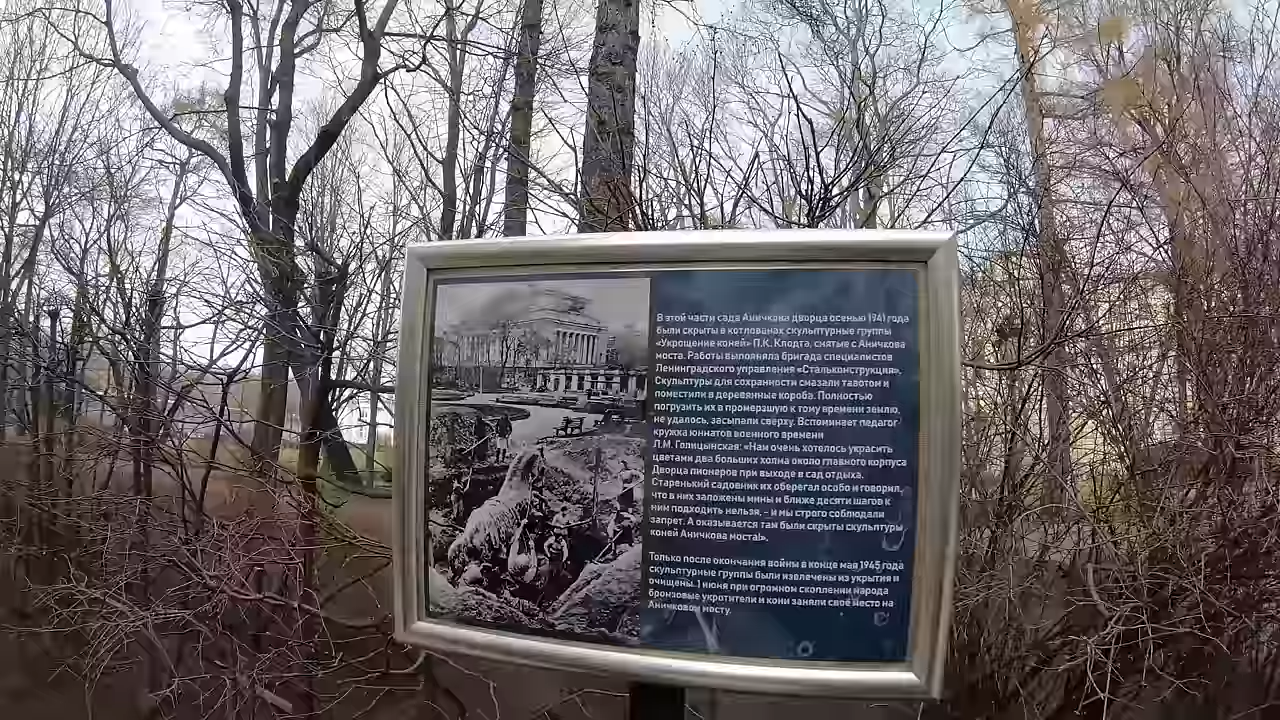 В этой части сада Аничкова дворца осенью 1941 года
были скрыты в котлованах скульптурные группы
«Укрощение коней» П.К. Клодта, снятые с Аничкова
моста. Работы выполняла бригада специалистов
Ленинградского управления «Стальконструкция».
Скульптуры для сохранности смазали тавотом и
поместили в деревянные короба. Полностью
погрузить их в промерзшую к тому времени землю,
не удалось, засыпали сверху. Вспоминает педагог
кружка юннатов военного времени
Л.М. Голицынская: «Нам очень хотелось украсить
цветами два больших холма около главного корпуса
Дворца пионеров при выходе в сад отдыха.
Старенький садовник их оберегал особо и говорил,
что в них заложены мины и ближе десяти шагов к
ним подходить нельзя, - и мы строго соблюдали
запрет. А оказывается там были скрыты скульптуры
коней Аничкова моста!».
Только после окончания войны в конце мая 1945 года
скульптурные группы были извлечены из укрытия и
очищены. 1 июня при огромном скоплении народа
бронзовые укротители и кони заняли своё место на
Аничковом мосту.